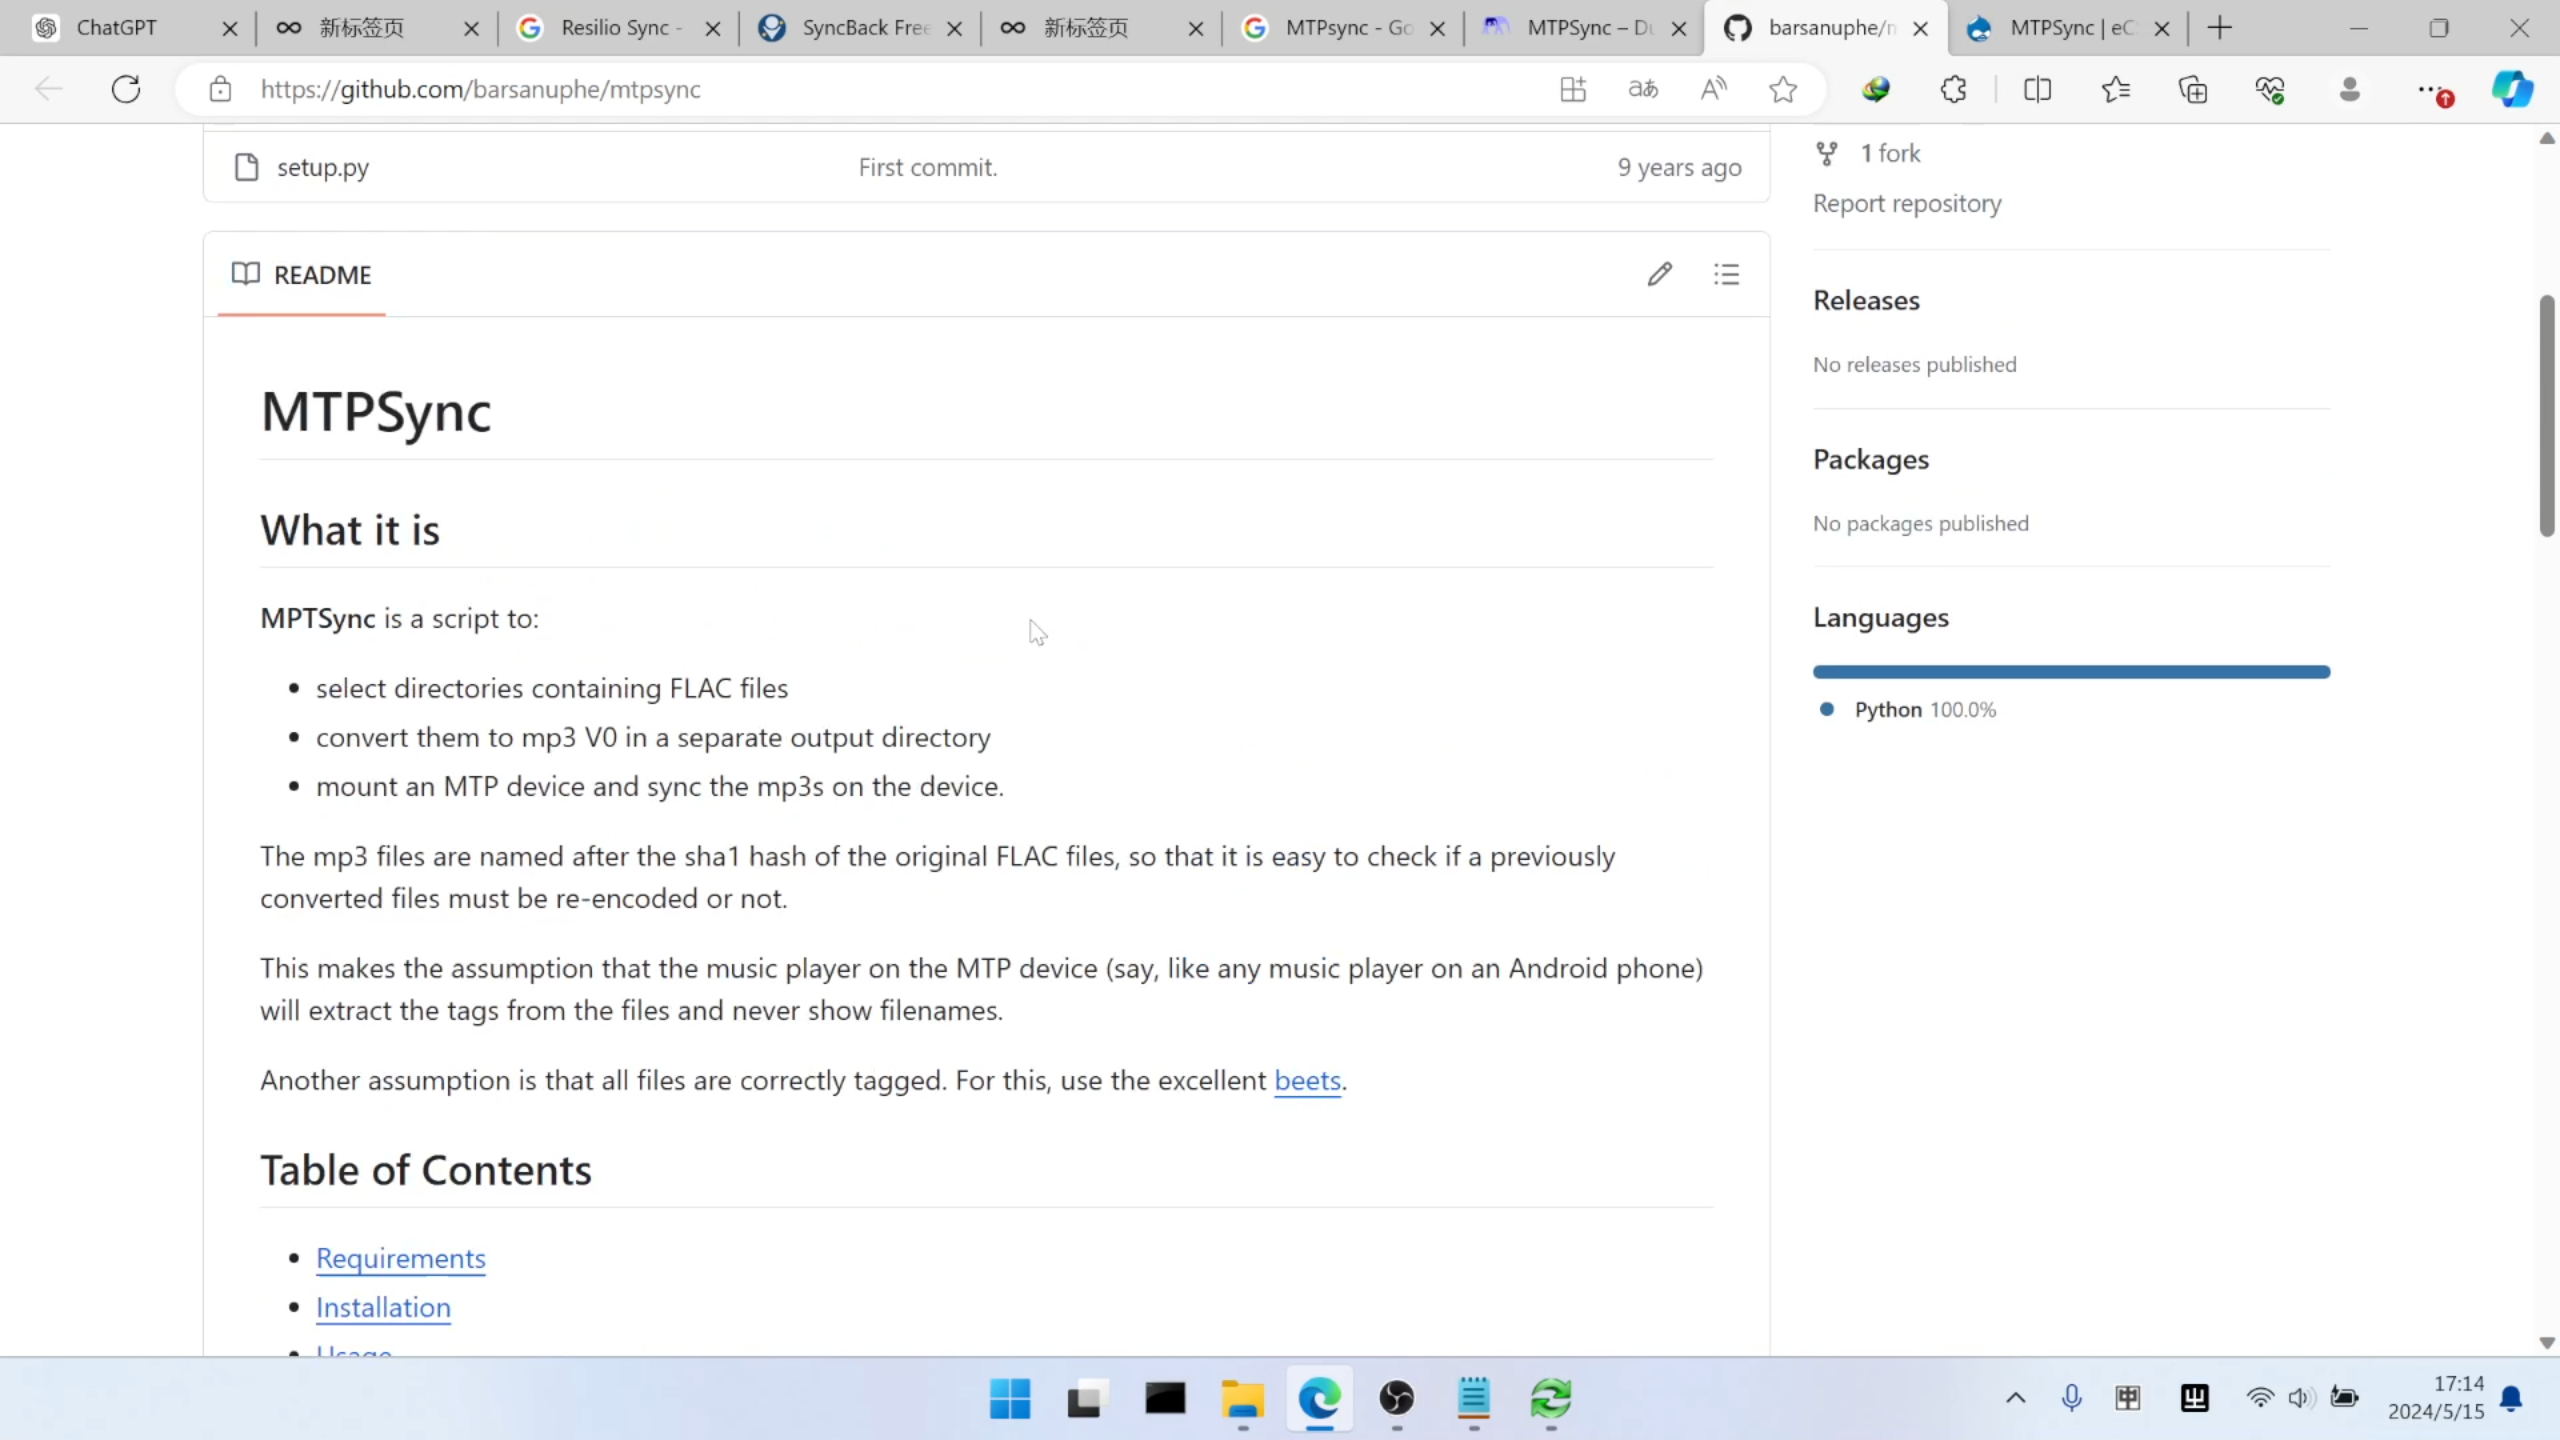 ChatGPT
新标签页
Resilio Sync -
SyncBack Free
新标签页
MTPsync - Go
MTPSync – Du
barsanuphe/m
MTPSync | eC
https://github.com/barsanuphe/mtpsync
setup.py First commit. 9 years ago
1 fork
Report repository
README
Releases
No releases published
Packages
No packages published
Languages
Python 100.0%
MTPSync
What it is
MPTSync is a script to:
select directories containing FLAC files
convert them to mp3 V0 in a separate output directory
mount an MTP device and sync the mp3s on the device.
The mp3 files are named after the sha1 hash of the original FLAC files, so that it is easy to check if a previously
converted files must be re-encoded or not.
This makes the assumption that the music player on the MTP device (say, like any music player on an Android phone)
will extract the tags from the files and never show filenames.
Another assumption is that all files are correctly tagged. For this, use the excellent beets.
Table of Contents
Requirements
Installation
Usage
中
17:14
2024/5/15